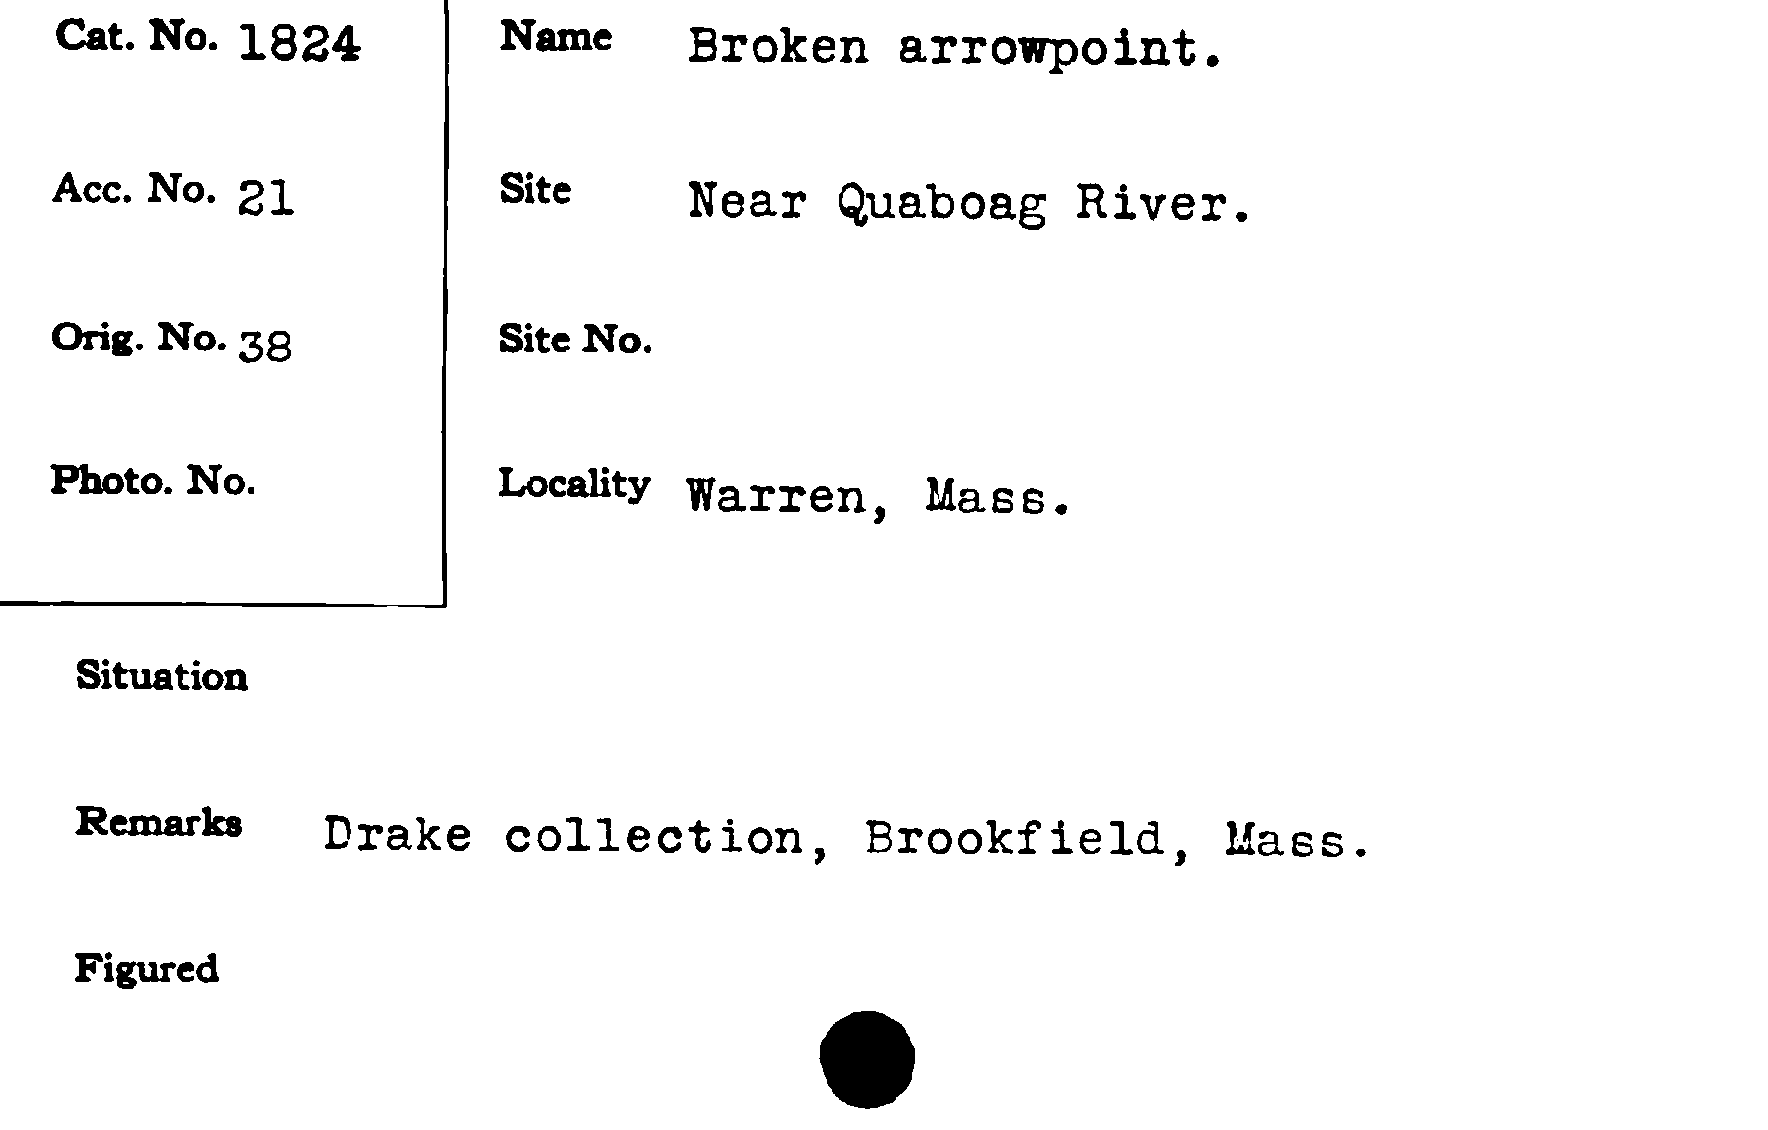 Cat. No. 1824
Acc. No. 21
Orig. No. 38
Photo. No.
Name Broken arrowpoint.
Site Near Quaboag River.
Site No.
Locality Warren, Mass.
Situation
Remarks Drake collection, Brookfield, Mass.
Figured